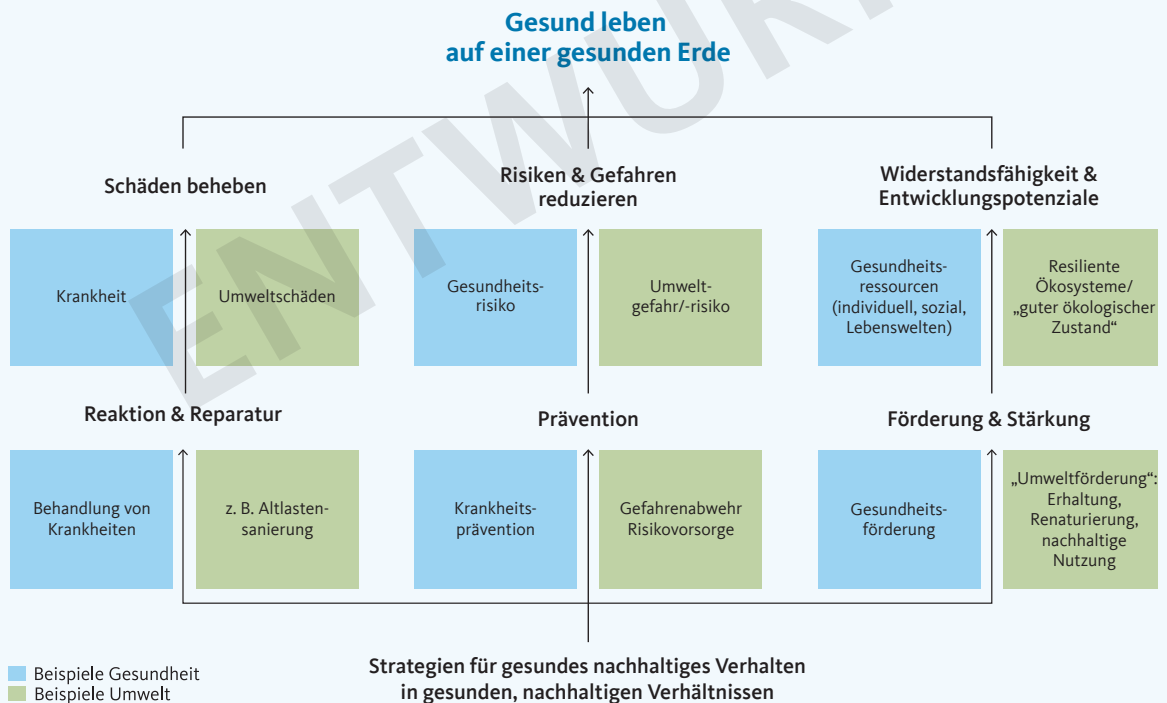 Gesund leben
auf einer gesunden Erde
ENTWURF
Schäden beheben
Risiken & Gefahren
reduzieren
Widerstandsfähigkeit &
Entwicklungspotenziale
Krankheit
Umweltschäden
Gesundheits-
risiko
Umwelt-
gefahr/-risiko
Gesundheits-
ressourcen
(individuell, sozial,
Lebenswelten)
Resiliente
Ökosysteme/
„guter ökologischer
Zustand“
Reaktion & Reparatur
Prävention
Förderung & Stärkung
Behandlung von
Krankheiten
z. B. Altlasten-
sanierung
Krankheits-
prävention
Gefahrenabwehr
Risikovorsorge
Gesundheits-
förderung
„Umweltförderung“:
Erhaltung,
Renaturierung,
nachhaltige
Nutzung
Strategien für gesundes nachhaltiges Verhalten
in gesunden, nachhaltigen Verhältnissen
Beispiele Gesundheit
Beispiele Umwelt